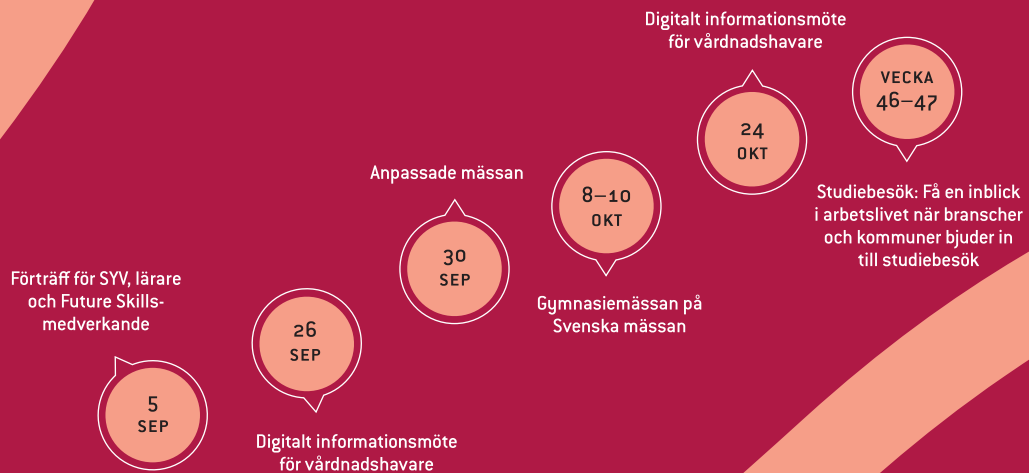 Förträff för SYV, lärare
och Future Skills-
medverkande
5
SEP
26
SEP
Digitalt informationsmöte
för vårdnadshavare
Anpassade mässan
30
SEP
8–10
OKT
Gymnasiemässan på
Svenska mässan
Digitalt informationsmöte
för vårdnadshavare
24
OKT
VECKA
46–47
Studiebesök: Få en inblick
i arbetslivet när branscher
och kommuner bjuder in
till studiebesök